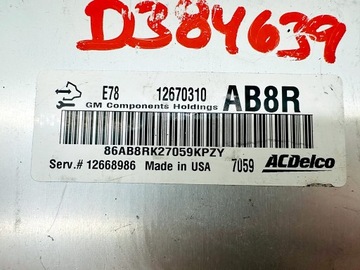 D384639
E78 12670310 AB8R
GM Components Holdings
86AB8RK27059KPZY
Serv.# 12668986 Made in USA 7059 ACDelco